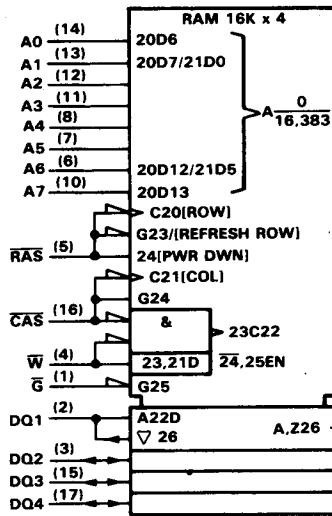 RAM 16K x 4
A0 (14) 20D6
A1 (13) 20D7/21D0
A2 (12)
A3 (11)
A4 (8)
A5 (7)
A6 (6) 20D12/21D5
A7 (10) 20D13
A 0
16,383
C20[ROW]
G23/[REFRESH ROW]
RAS (5) 24[PWR DWN]
C21[COL]
G24
CAS (16) & 23C22
W (4) 23,21D 24,25EN
G (1) G25
DQ1 (2) A22D A,Z26
▽ 26
DQ2 (3)
DQ3 (15)
DQ4 (17)